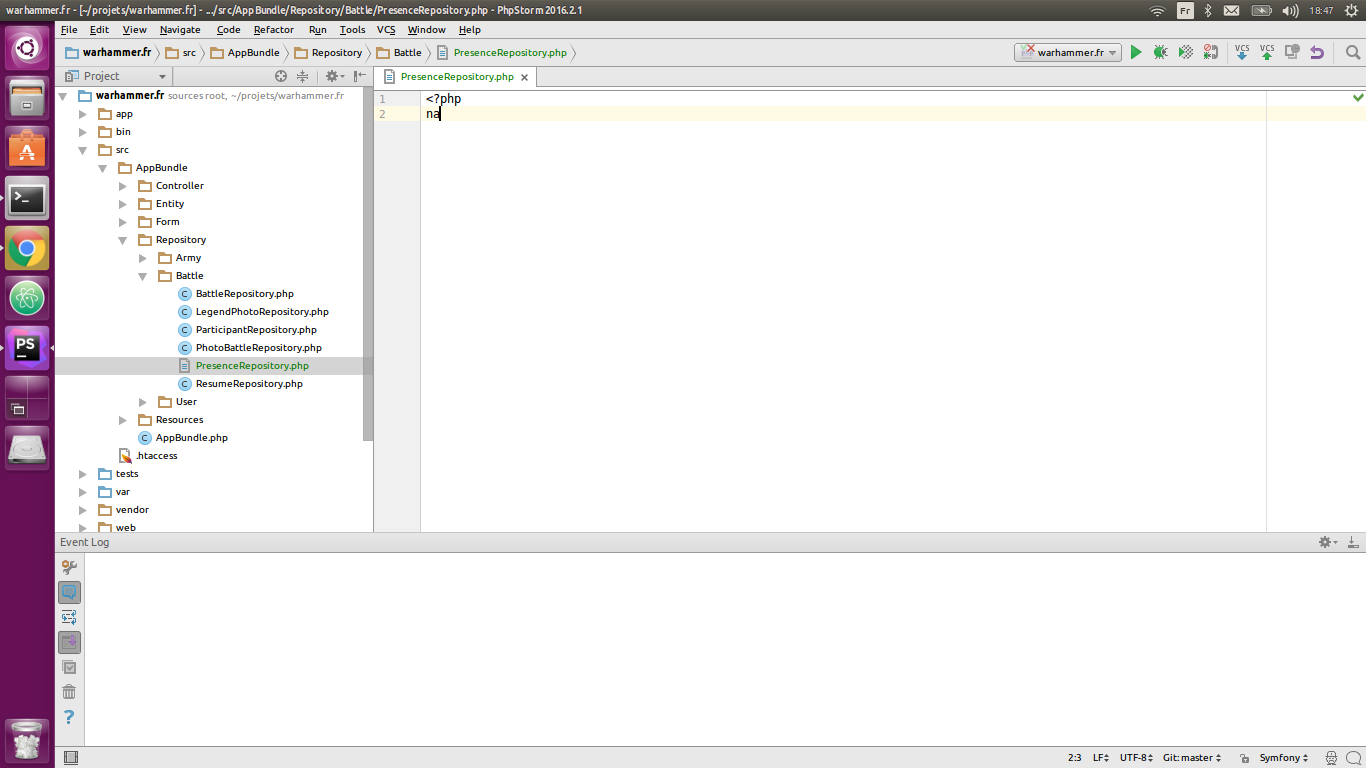 warhammer.fr - [~/projets/warhammer.fr] - .../src/AppBundle/Repository/Battle/PresenceRepository.php - PhpStorm 2016.2.1
Fr
18:47
File Edit View Navigate Code Refactor Run Tools VCS Window Help
warhammer.fr src AppBundle Repository Battle PresenceRepository.php
warhammer.fr
VCS VCS
Project
PresenceRepository.php
warhammer.fr sources root, ~/projets/warhammer.fr
app
bin
src
AppBundle
Controller
Entity
Form
Repository
Army
Battle
C BattleRepository.php
C LegendPhotoRepository.php
C ParticipantRepository.php
C PhotoBattleRepository.php
PresenceRepository.php
C ResumeRepository.php
User
Resources
C AppBundle.php
.htaccess
tests
var
vendor
web
1 <?php
2 na
PS
Event Log
?
2:3 LF UTF-8 Git: master Symfony